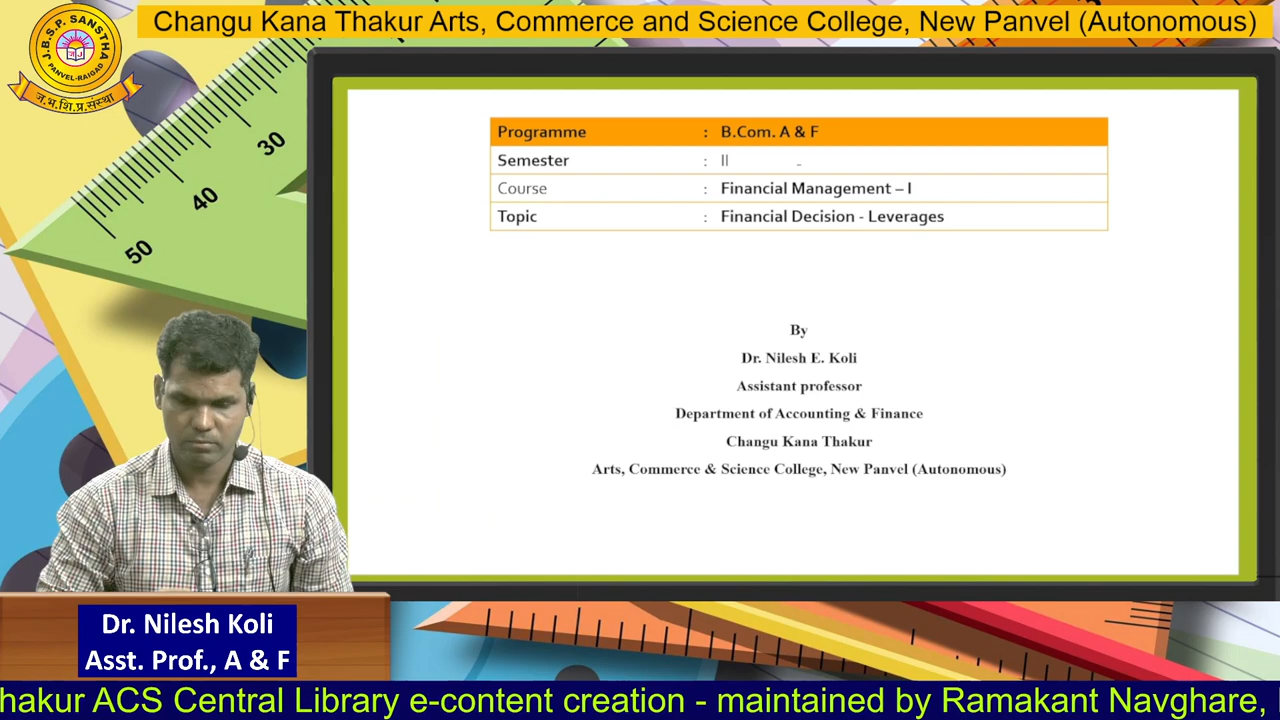 Changu Kana Thakur Arts, Commerce and Science College, New Panvel (Autonomous)
J.B.S.P. SANSTHA
PANVEL-RAIGAD
ज.भ.शि.प्र.संस्था
30
40
50
Programme : B.Com. A & F
Semester : II -
Course : Financial Management – I
Topic : Financial Decision - Leverages
By
Dr. Nilesh E. Koli
Assistant professor
Department of Accounting & Finance
Changu Kana Thakur
Arts, Commerce & Science College, New Panvel (Autonomous)
Dr. Nilesh Koli
Asst. Prof., A & F
hakur ACS Central Library e-content creation - maintained by Ramakant Navghare,